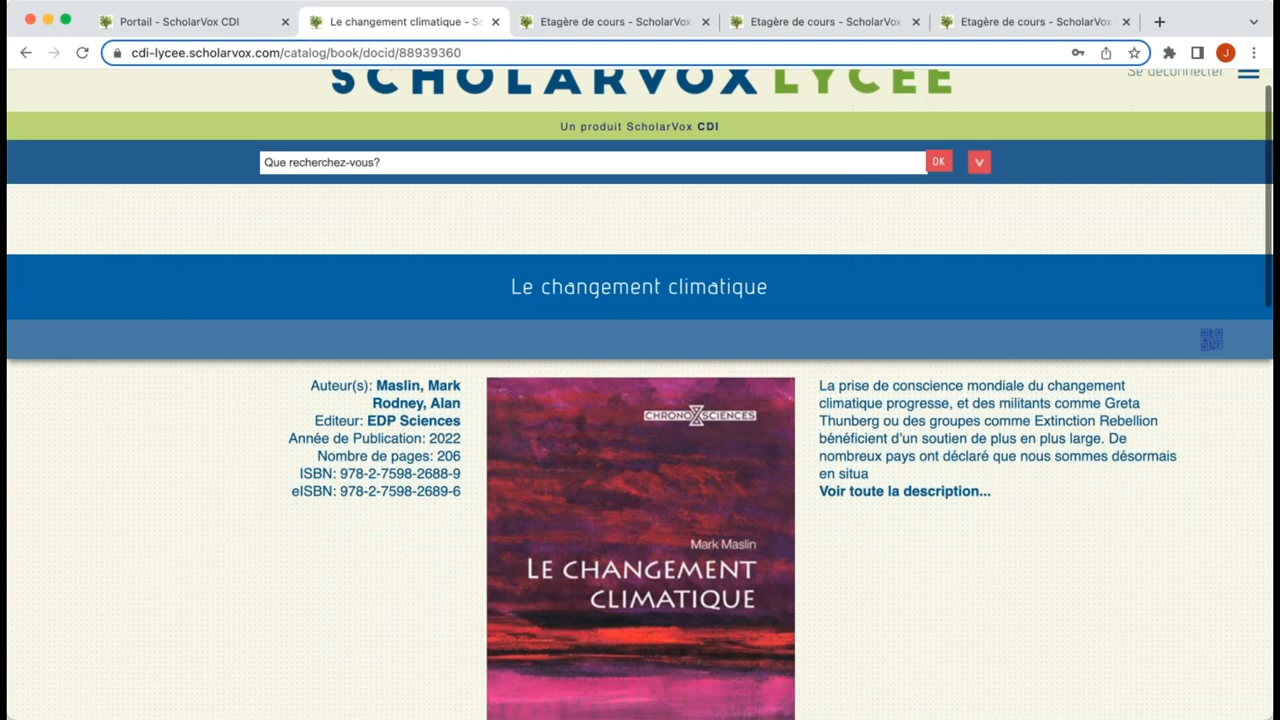 Portail - ScholarVox CDI
Le changement climatique - Sc
Etagère de cours - ScholarVox
Etagère de cours - ScholarVox
Etagère de cours - ScholarVox
cdi-lycee.scholarvox.com/catalog/book/docid/88939360
J
SCHOLARVOX LYCEE
Se déconnecter
Un produit ScholarVox CDI
Que recherchez-vous?
OK
V
Le changement climatique
Auteur(s): Maslin, Mark
Rodney, Alan
Editeur: EDP Sciences
Année de Publication: 2022
Nombre de pages: 206
ISBN: 978-2-7598-2688-9
eISBN: 978-2-7598-2689-6
CHRONO SCIENCES
Mark Maslin
LE CHANGEMENT
CLIMATIQUE
La prise de conscience mondiale du changement
climatique progresse, et des militants comme Greta
Thunberg ou des groupes comme Extinction Rebellion
bénéficient d'un soutien de plus en plus large. De
nombreux pays ont déclaré que nous sommes désormais
en situa
Voir toute la description...